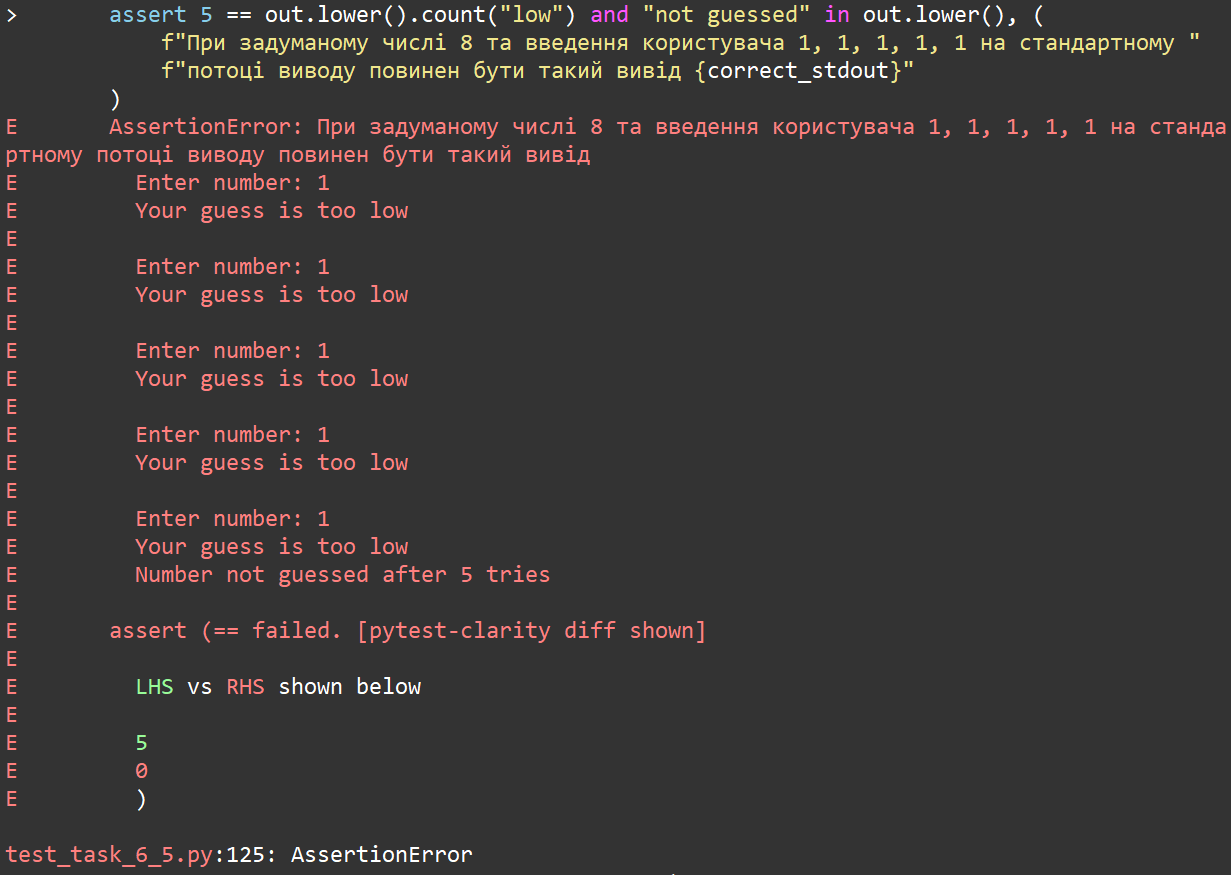 >       assert 5 == out.lower().count("low") and "not guessed" in out.lower(), (
            f"При задуманому числі 8 та введення користувача 1, 1, 1, 1, 1 на стандартному "
            f"потоці виводу повинен бути такий вивід {correct_stdout}"
        )
E       AssertionError: При задуманому числі 8 та введення користувача 1, 1, 1, 1, 1 на станда
ртному потоці виводу повинен бути такий вивід
E         Enter number: 1
E         Your guess is too low
E
E         Enter number: 1
E         Your guess is too low
E
E         Enter number: 1
E         Your guess is too low
E
E         Enter number: 1
E         Your guess is too low
E
E         Enter number: 1
E         Your guess is too low
E         Number not guessed after 5 tries
E
E       assert (== failed. [pytest-clarity diff shown]
E
E         LHS vs RHS shown below
E
E         5
E         0
E         )
test_task_6_5.py:125: AssertionError